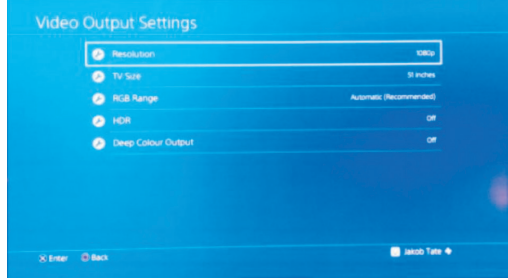 Video Output Settings
Resolution 1080p
TV Size 51 inches
RGB Range Automatic (Recommended)
HDR Off
Deep Colour Output Off
Enter Back Jakob Tate